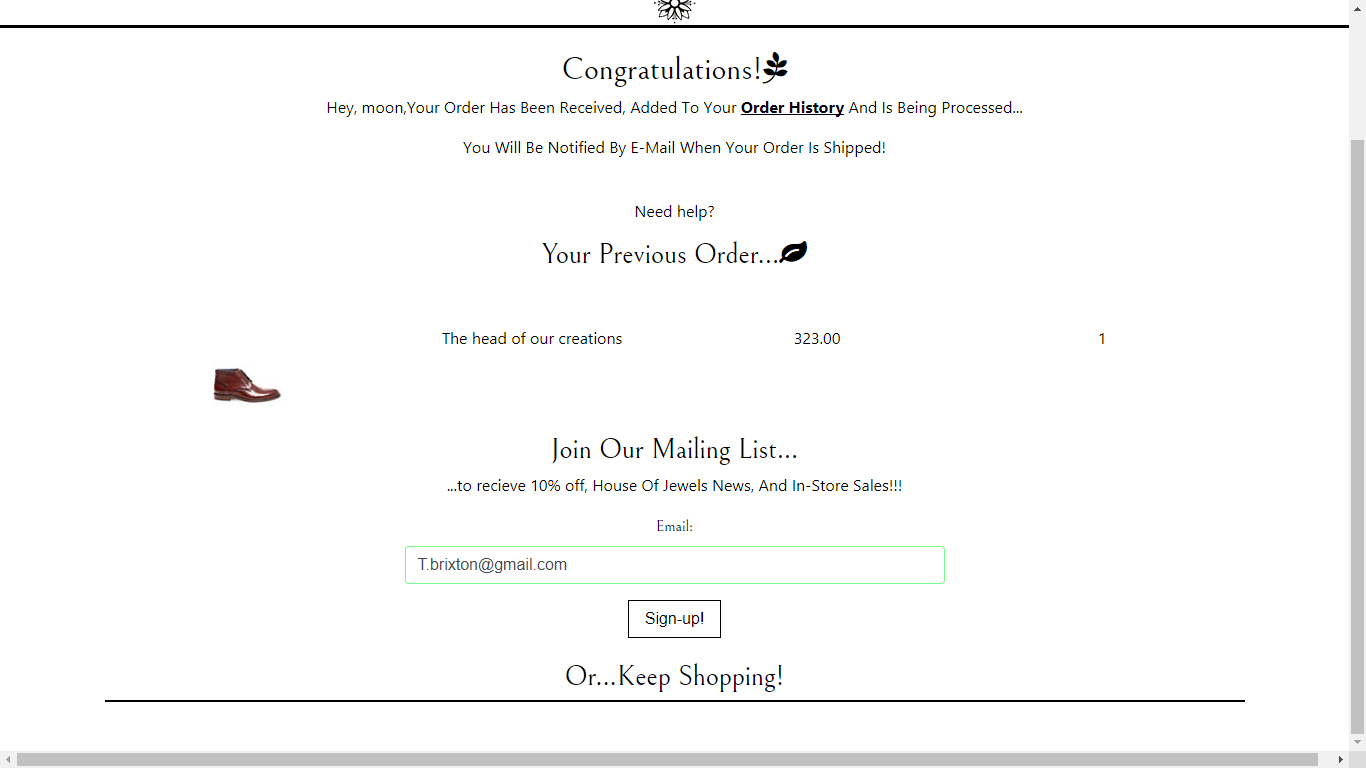 Congratulations!
Hey, moon,Your Order Has Been Received, Added To Your Order History And Is Being Processed...
You Will Be Notified By E-Mail When Your Order Is Shipped!
Need help?
Your Previous Order...
The head of our creations 323.00 1
Join Our Mailing List...
...to recieve 10% off, House Of Jewels News, And In-Store Sales!!!
Email:
T.brixton@gmail.com
Sign-up!
Or...Keep Shopping!